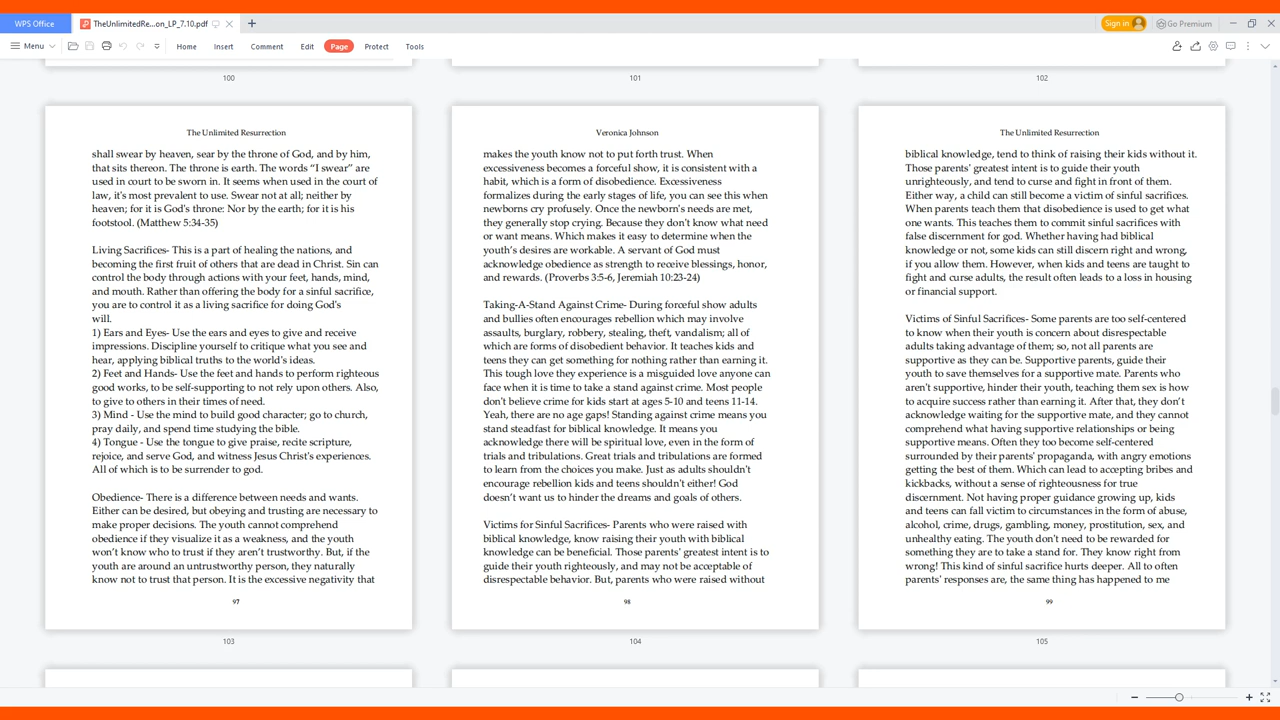 WPS Office
TheUnlimitedRe...on_LP_7.10.pdf
Sign in
Go Premium
Menu
Home
Insert
Comment
Edit
Page
Protect
Tools
100
101
102
The Unlimited Resurrection
shall swear by heaven, sear by the throne of God, and by him,
that sits thereon. The throne is earth. The words “I swear” are
used in court to be sworn in. It seems when used in the court of
law, it's most prevalent to use. Swear not at all; neither by
heaven; for it is God's throne: Nor by the earth; for it is his
footstool. (Matthew 5:34-35)
Living Sacrifices- This is a part of healing the nations, and
becoming the first fruit of others that are dead in Christ. Sin can
control the body through actions with your feet, hands, mind,
and mouth. Rather than offering the body for a sinful sacrifice,
you are to control it as a living sacrifice for doing God's
will.
1) Ears and Eyes- Use the ears and eyes to give and receive
impressions. Discipline yourself to critique what you see and
hear, applying biblical truths to the world's ideas.
2) Feet and Hands- Use the feet and hands to perform righteous
good works, to be self-supporting to not rely upon others. Also,
to give to others in their times of need.
3) Mind - Use the mind to build good character; go to church,
pray daily, and spend time studying the bible.
4) Tongue - Use the tongue to give praise, recite scripture,
rejoice, and serve God, and witness Jesus Christ's experiences.
All of which is to be surrender to god.
Obedience- There is a difference between needs and wants.
Either can be desired, but obeying and trusting are necessary to
make proper decisions. The youth cannot comprehend
obedience if they visualize it as a weakness, and the youth
won't know who to trust if they aren't trustworthy. But, if the
youth are around an untrustworthy person, they naturally
know not to trust that person. It is the excessive negativity that
97
103
Veronica Johnson
makes the youth know not to put forth trust. When
excessiveness becomes a forceful show, it is consistent with a
habit, which is a form of disobedience. Excessiveness
formalizes during the early stages of life, you can see this when
newborns cry profusely. Once the newborn's needs are met,
they generally stop crying. Because they don't know what need
or want means. Which makes it easy to determine when the
youth's desires are workable. A servant of God must
acknowledge obedience as strength to receive blessings, honor,
and rewards. (Proverbs 3:5-6, Jeremiah 10:23-24)
Taking-A-Stand Against Crime- During forceful show adults
and bullies often encourages rebellion which may involve
assaults, burglary, robbery, stealing, theft, vandalism; all of
which are forms of disobedient behavior. It teaches kids and
teens they can get something for nothing rather than earning it.
This tough love they experience is a misguided love anyone can
face when it is time to take a stand against crime. Most people
don't believe crime for kids start at ages 5-10 and teens 11-14.
Yeah, there are no age gaps! Standing against crime means you
stand steadfast for biblical knowledge. It means you
acknowledge there will be spiritual love, even in the form of
trials and tribulations. Great trials and tribulations are formed
to learn from the choices you make. Just as adults shouldn't
encourage rebellion kids and teens shouldn't either! God
doesn't want us to hinder the dreams and goals of others.
Victims for Sinful Sacrifices- Parents who were raised with
biblical knowledge, know raising their youth with biblical
knowledge can be beneficial. Those parents' greatest intent is to
guide their youth righteously, and may not be acceptable of
disrespectable behavior. But, parents who were raised without
98
104
The Unlimited Resurrection
biblical knowledge, tend to think of raising their kids without it.
Those parents' greatest intent is to guide their youth
unrighteously, and tend to curse and fight in front of them.
Either way, a child can still become a victim of sinful sacrifices.
When parents teach them that disobedience is used to get what
one wants. This teaches them to commit sinful sacrifices with
false discernment for god. Whether having had biblical
knowledge or not, some kids can still discern right and wrong,
if you allow them. However, when kids and teens are taught to
fight and curse adults, the result often leads to a loss in housing
or financial support.
Victims of Sinful Sacrifices- Some parents are too self-centered
to know when their youth is concern about disrespectable
adults taking advantage of them; so, not all parents are
supportive as they can be. Supportive parents, guide their
youth to save themselves for a supportive mate. Parents who
aren't supportive, hinder their youth, teaching them sex is how
to acquire success rather than earning it. After that, they don't
acknowledge waiting for the supportive mate, and they cannot
comprehend what having supportive relationships or being
supportive means. Often they too become self-centered
surrounded by their parents' propaganda, with angry emotions
getting the best of them. Which can lead to accepting bribes and
kickbacks, without a sense of righteousness for true
discernment. Not having proper guidance growing up, kids
and teens can fall victim to circumstances in the form of abuse,
alcohol, crime, drugs, gambling, money, prostitution, sex, and
unhealthy eating. The youth don't need to be rewarded for
something they are to take a stand for. They know right from
wrong! This kind of sinful sacrifice hurts deeper. All to often
parents' responses are, the same thing has happened to me
99
105